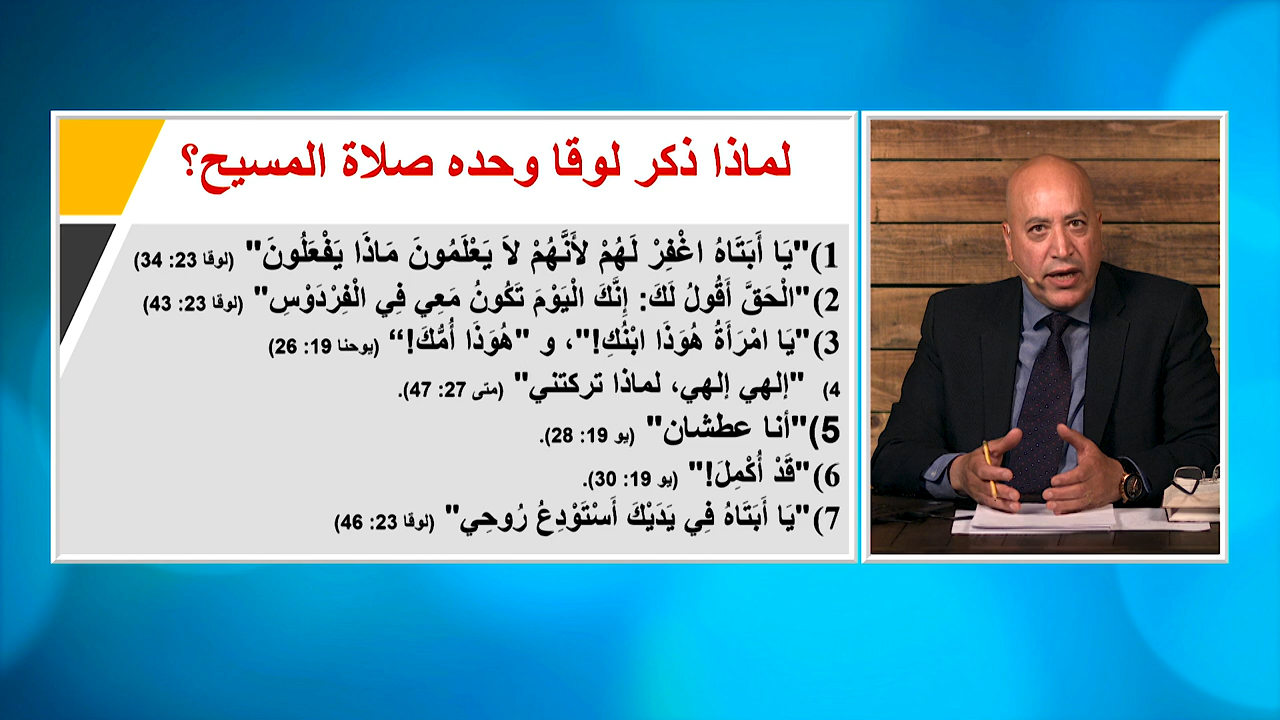 لماذا ذكر لوقا وحده صلاة المسيح؟
1) "يَا أَبَتَاهُ اغْفِرْ لَهُمْ لأَنَّهُمْ لاَ يَعْلَمُونَ مَاذَا يَفْعَلُونَ" (لوقا 23: 34)
2) "الْحَقَّ أَقُولُ لَكَ: إِنَّكَ الْيَوْمَ تَكُونُ مَعِي فِي الْفِرْدَوْسِ" (لوقا 23: 43)
3) "يَا امْرَأَةُ هُوَذَا ابْنُكِ!"، و "هُوَذَا أُمُّكَ!“ (يوحنا 19: 26)
4) "إلهي إلهي، لماذا تركتني" (متى 27: 47).
5) "أنا عطشان" (يو 19: 28).
6) "قَدْ أُكْمِلَ!" (يو 19: 30).
7) "يَا أَبَتَاهُ فِي يَدَيْكَ أَسْتَوْدِعُ رُوحِي" (لوقا 23: 46)